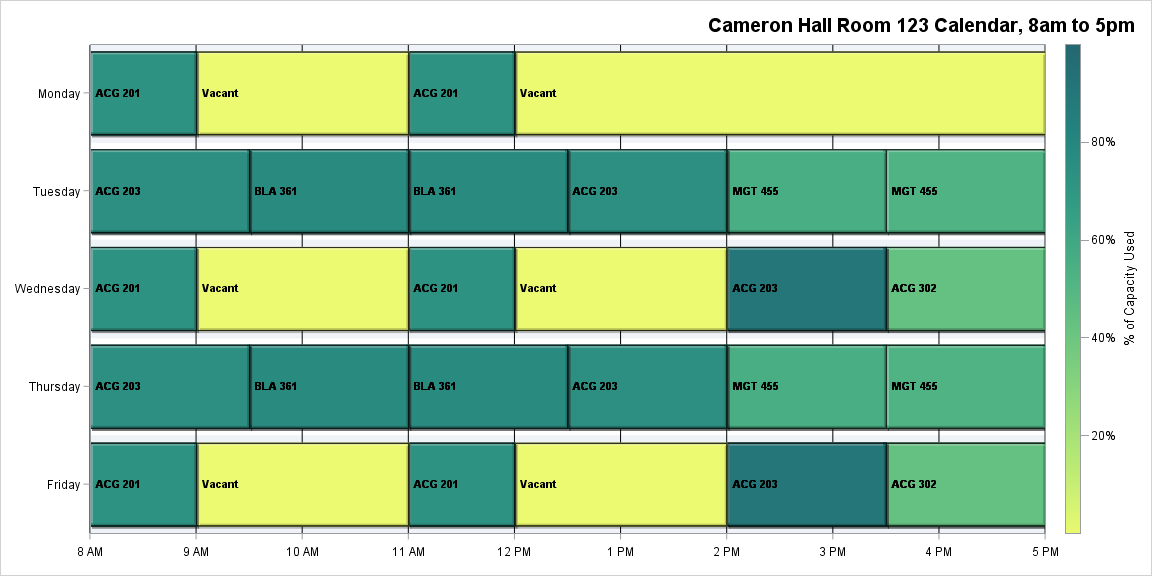 Cameron Hall Room 123 Calendar, 8am to 5pm
Monday
ACG 201
Vacant
ACG 201
Vacant
Tuesday
ACG 203
BLA 361
BLA 361
ACG 203
MGT 455
MGT 455
Wednesday
ACG 201
Vacant
ACG 201
Vacant
ACG 203
ACG 302
Thursday
ACG 203
BLA 361
BLA 361
ACG 203
MGT 455
MGT 455
Friday
ACG 201
Vacant
ACG 201
Vacant
ACG 203
ACG 302
8 AM
9 AM
10 AM
11 AM
12 PM
1 PM
2 PM
3 PM
4 PM
5 PM
80%
60%
40%
20%
% of Capacity Used